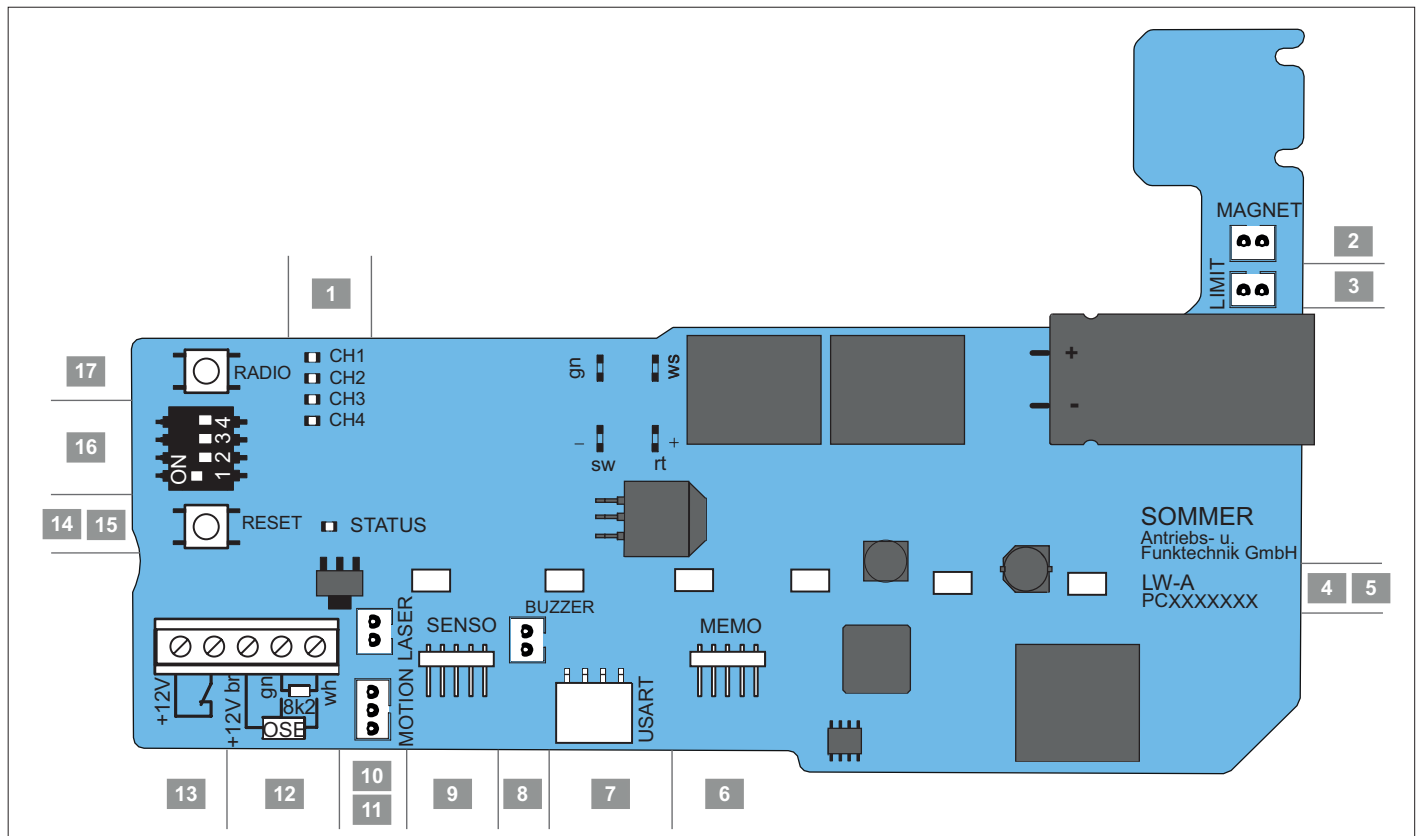 MAGNET
2
LIMIT
3
1
17
RADIO
CH1
CH2
CH3
CH4
gn
ws
+
-
16
ON
1 2 3 4
– sw
rt +
14 15
RESET
STATUS
SOMMER
Antriebs- u.
Funktechnik GmbH
LW-A
PCXXXXXXX
4 5
LASER
SENSO
BUZZER
MEMO
+12V
+12V br
gn
8k2
wh
OSE
MOTION
USART
13
12
10
11
9
8
7
6